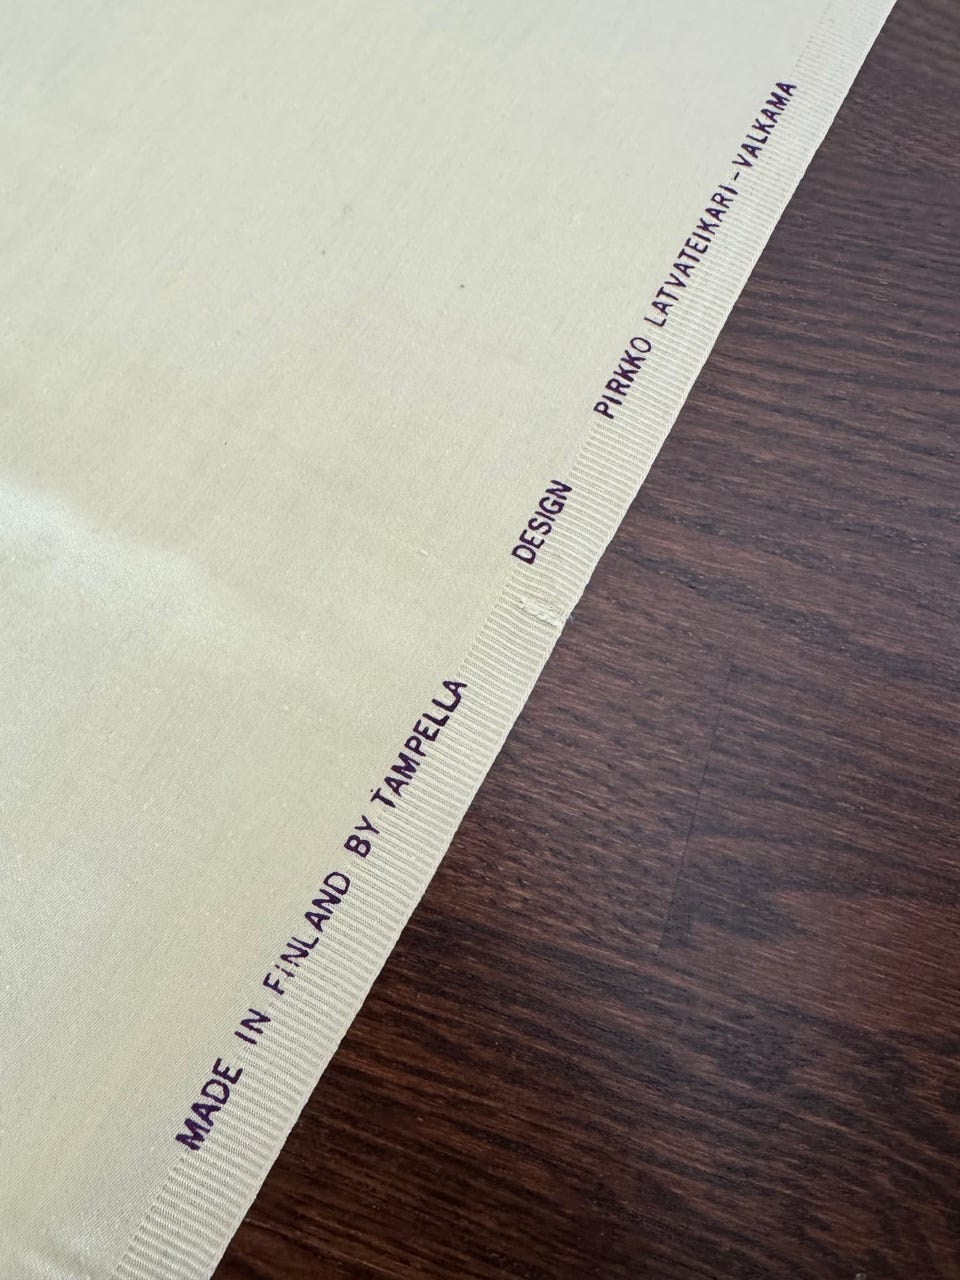 MADE IN FINLAND BY TAMPELLA DESIGN PIRKKO LATVATEIKARI-VALKAMA